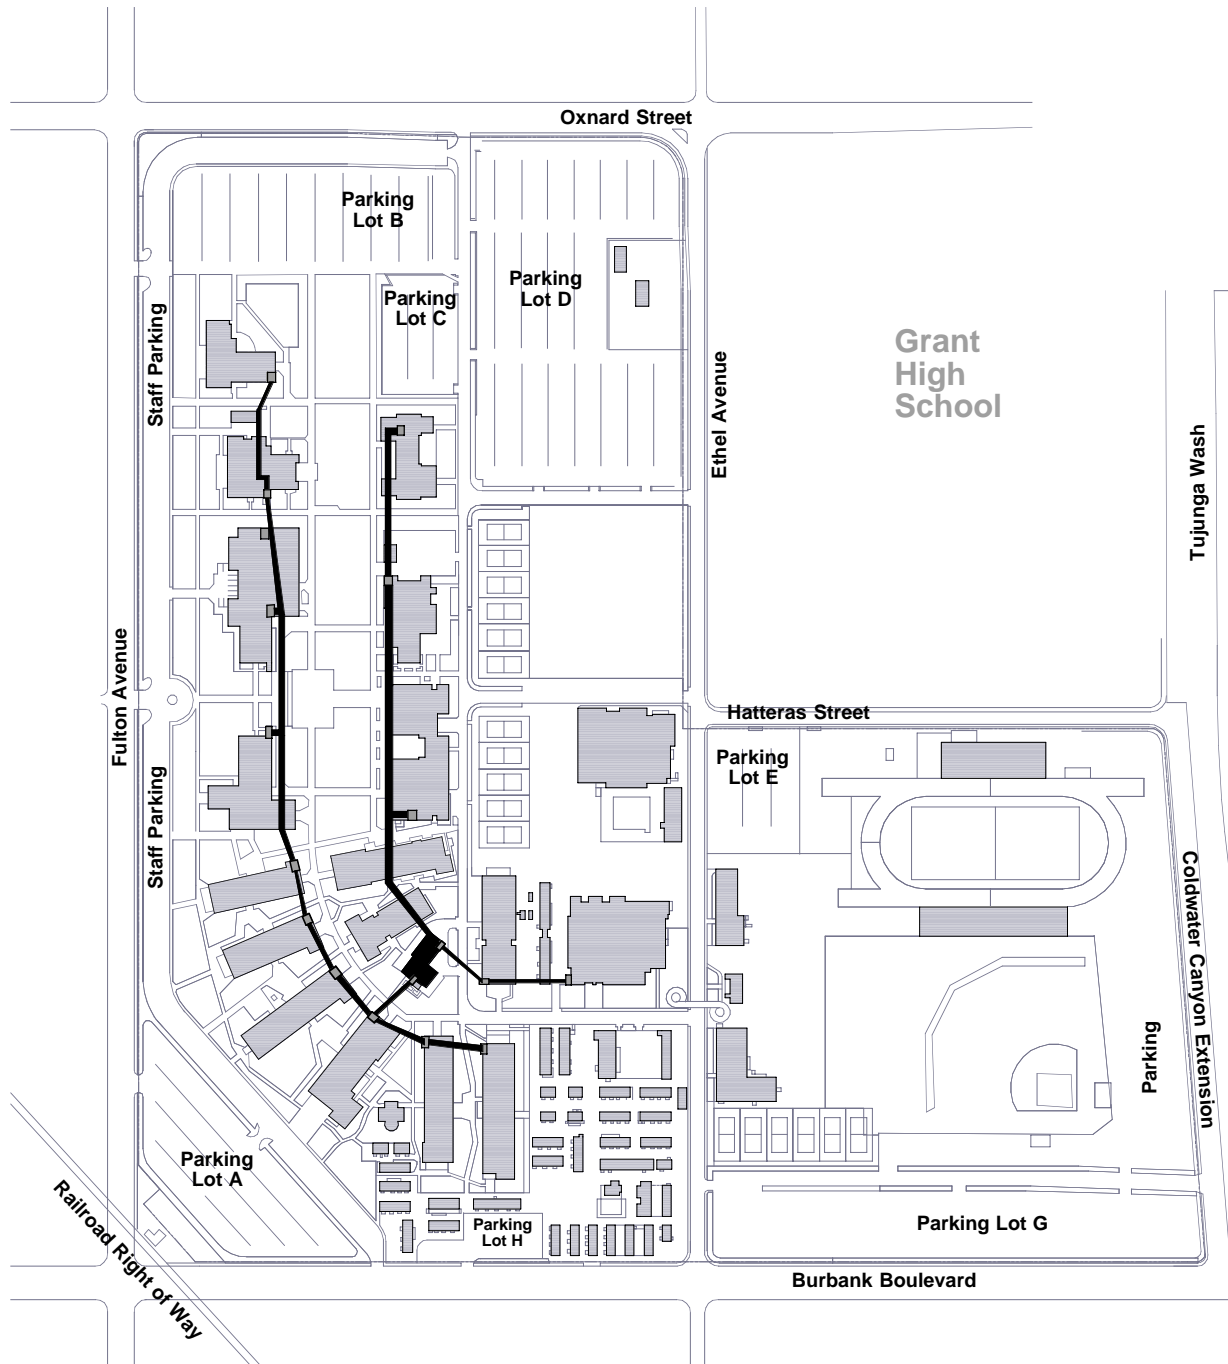 Oxnard Street
Parking
Lot B
Parking
Lot D
Parking
Lot C
Staff Parking
Grant
High
School
Ethel Avenue
Tujunga Wash
Fulton Avenue
Hatteras Street
Parking
Lot E
Staff Parking
Coldwater Canyon Extension
Parking
Parking
Lot A
Railroad Right of Way
Parking
Lot H
Parking Lot G
Burbank Boulevard